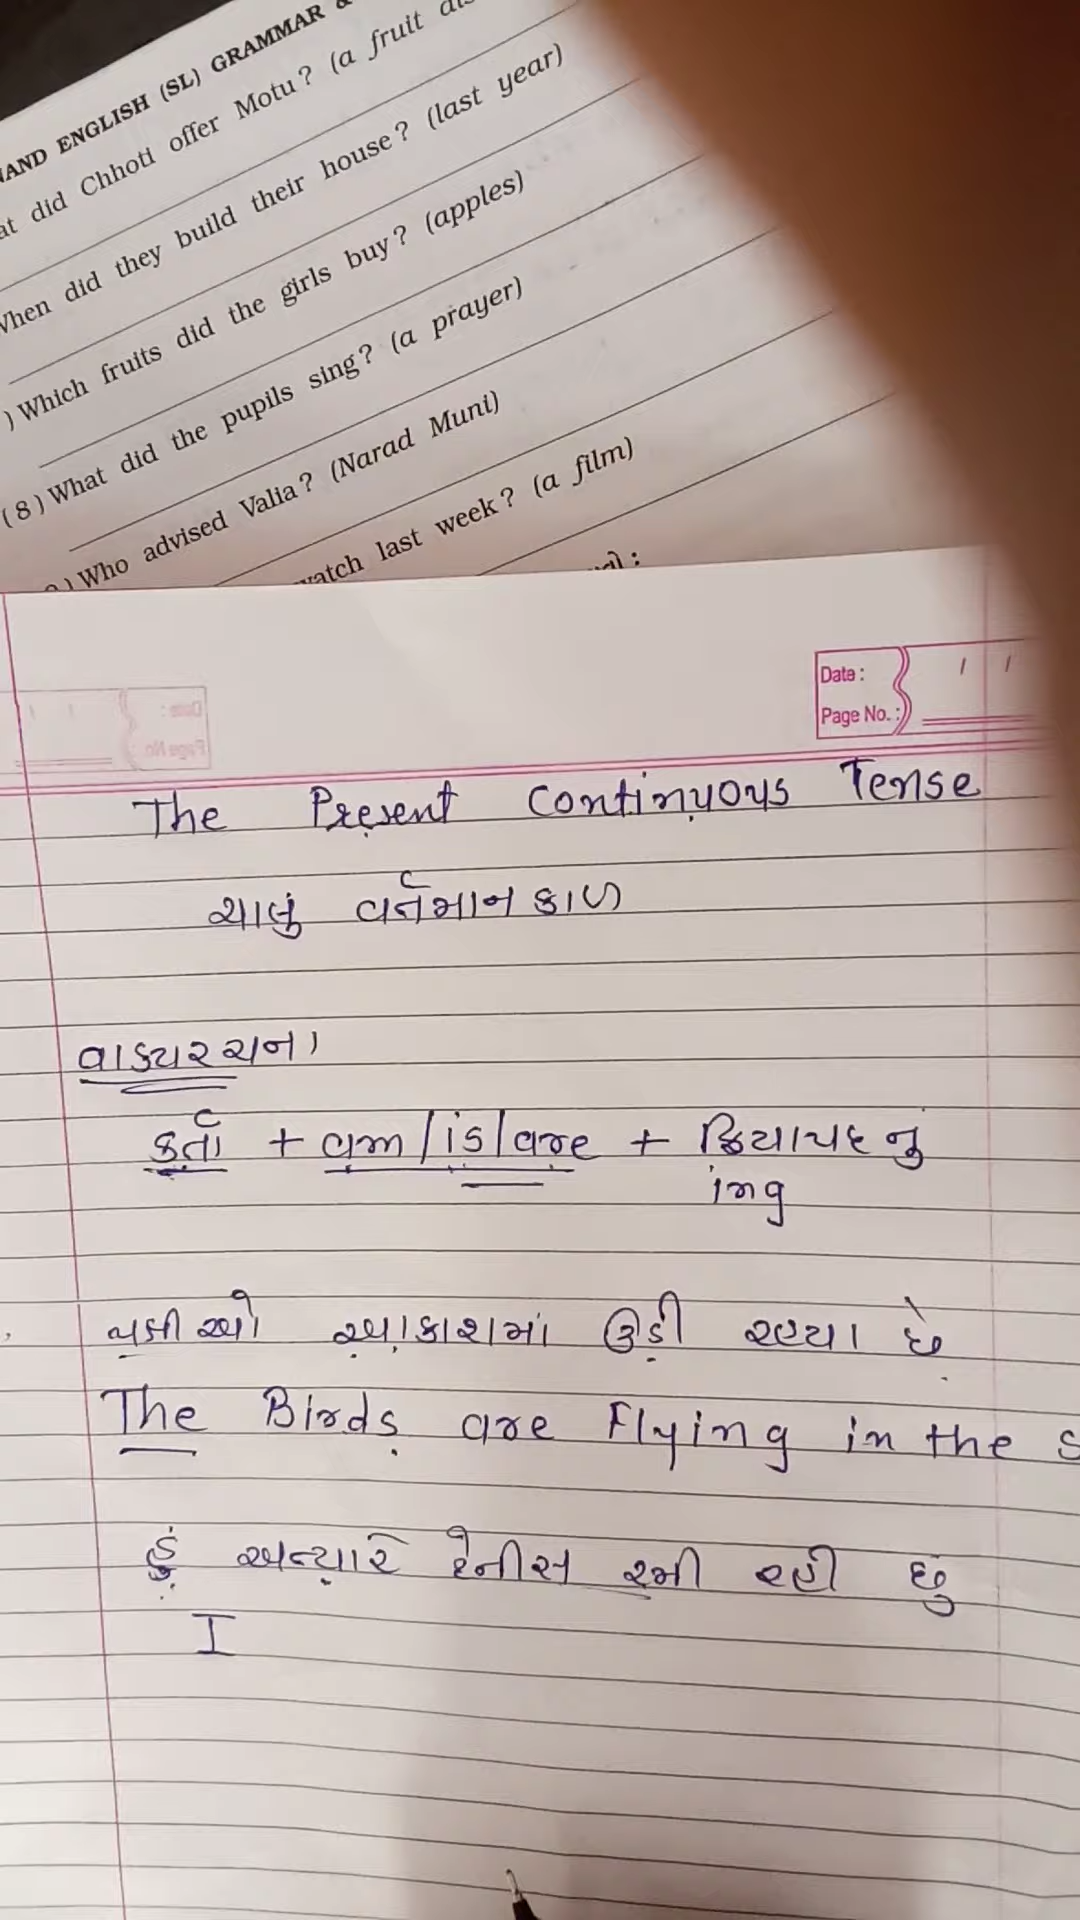 AND ENGLISH (SL) GRAMMAR &
did Chhoti offer Motu? (a fruit
When did they build their house? (last year)
) Which fruits did the girls buy? (apples)
(8) What did the pupils sing? (a prayer)
) Who advised Valia? (Narad Muni)
watch last week? (a film)
Date: / /
Page No.:
The Present Continuous Tense
ચાલું વર્તમાન કાળ
વાક્યરચના
કર્તા + am/is/are + ક્રિયાપદ નું
ing
પક્ષીઓ આકાશમાં ઉડી રહ્યા છે
The Birds are Flying in the
હું અત્યારે ટેનીસ રમી રહી છું
I